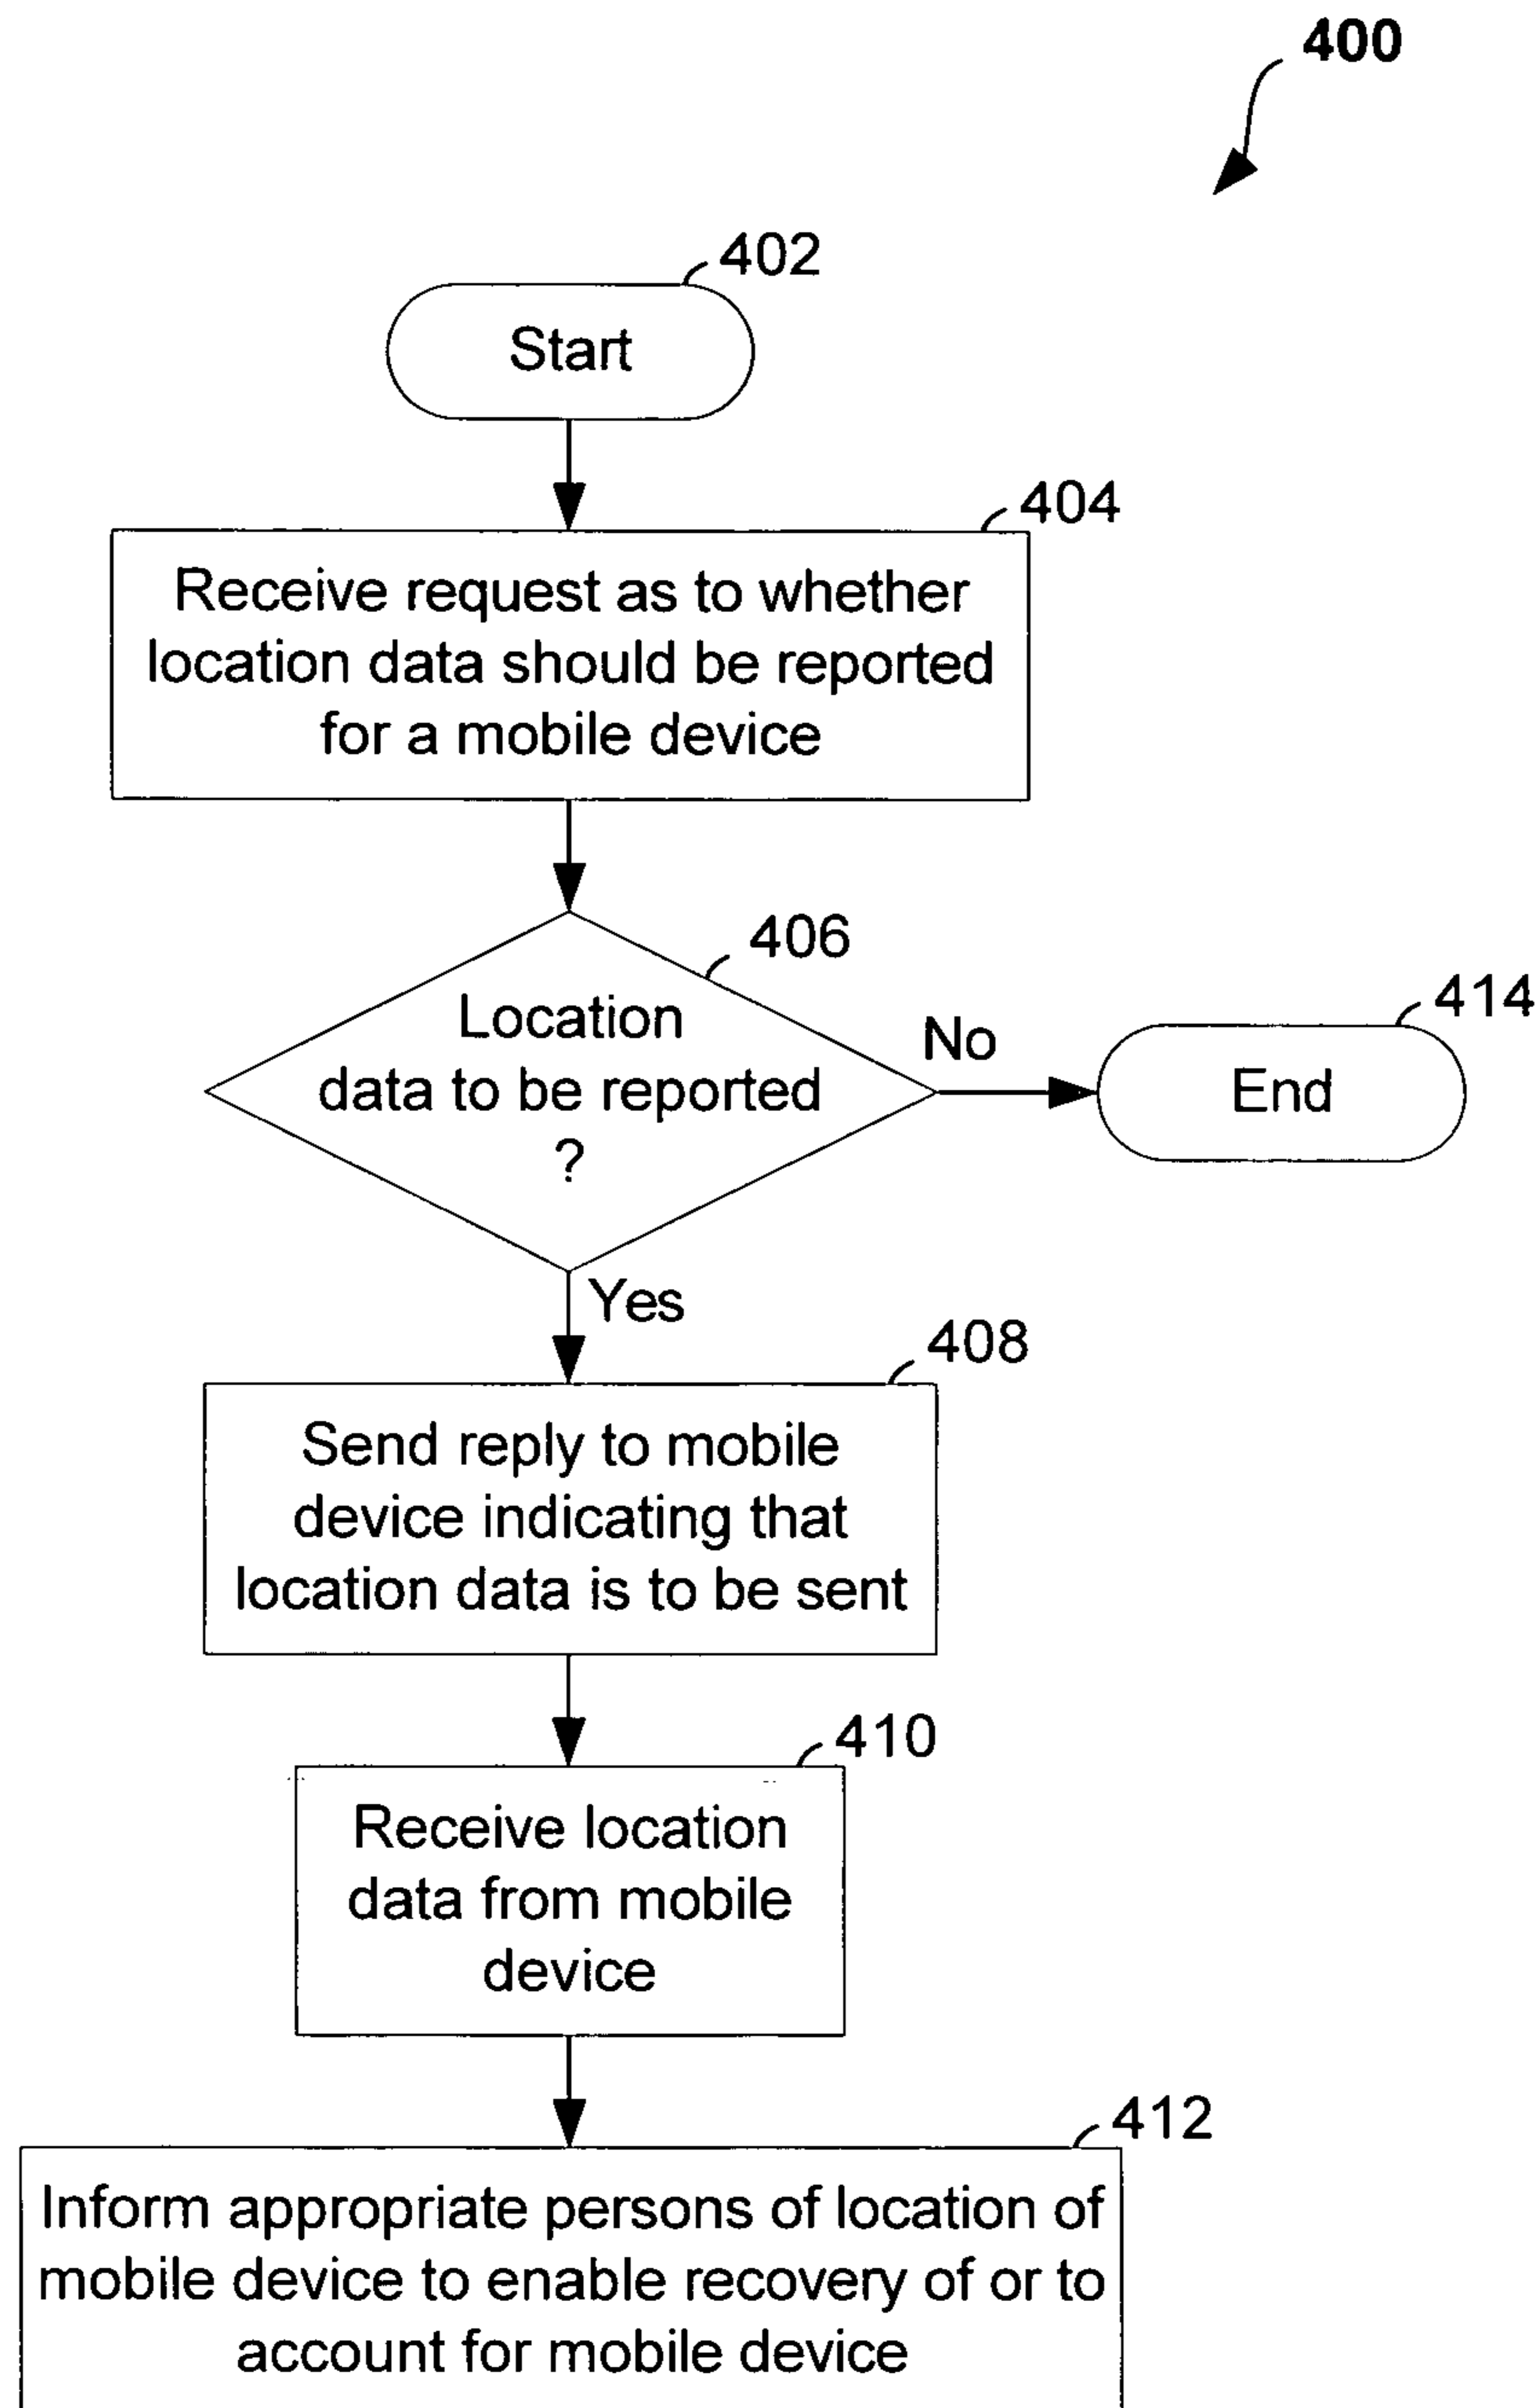 400
402
Start
404
Receive request as to whether
location data should be reported
for a mobile device
406
Location
data to be reported
?
No
414
End
Yes
408
Send reply to mobile
device indicating that
location data is to be sent
410
Receive location
data from mobile
device
412
Inform appropriate persons of location of
mobile device to enable recovery of or to
account for mobile device